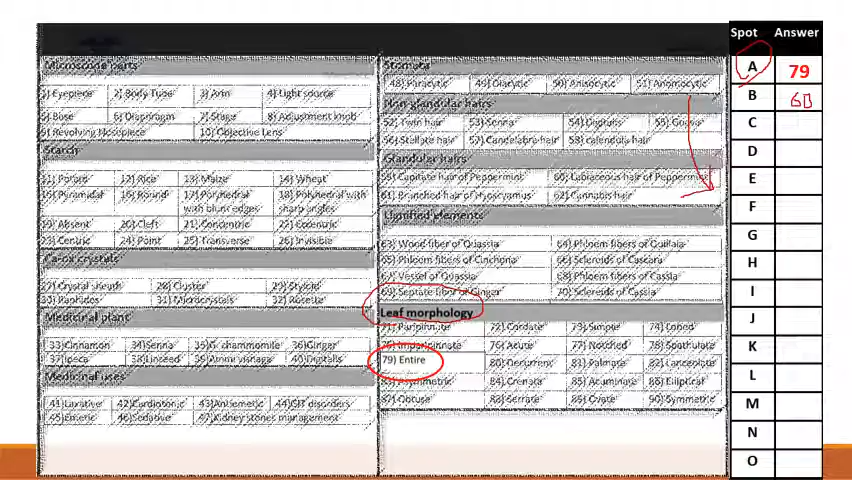 Spot Answer
Microscope parts
1) Eyepiece 2) Body Tube 3) Arm 4) Light source
5) Base 6) Diaphragm 7) Stage 8) Adjustment knob
9) Revolving Nosepiece 10) Objective Lens
Starch
11) Potato 12) Rice 13) Maize 14) Wheat
15) Pyramidal 16) Round 17) Polyhedral with blunt edges 18) Polyhedral with sharp angles
19) Absent 20) Cleft 21) Concentric 22) Eccentric
23) Centric 24) Point 25) Transverse 26) Invisible
Ca-ox crystals
27) Crystal sheath 28) Cluster 29) Styloid
30) Raphides 31) Microcrystals 32) Rosette
Medicinal plant
33) Cinnamon 34) Senna 35) G. chammomile 36) Ginger
37) Ipeca 38) Linseed 39) Ammi visnaga 40) Digitalis
Medicinal uses
41) Laxative 42) Cardiotonic 43) Antiemetic 44) GIT disorders
45) Emetic 46) Sedative 47) Kidney stones management
Stomata
48) Paracytic 49) Diacytic 50) Anisocytic 51) Anomocytic
Non glandular hairs
52) Twin hair 53) Senna 54) Digitalis 55)
56) Stellate hair 57) Candelabra hair 58) calendula hair
Glandular hairs
59) Capitate hair of Peppermint 60) Labiaceous hair of Peppermint
61) Branched hair of Hyoscyamus 62) Cannabis hair
Lignified elements
63) Wood fiber of Quassia 64) Phloem fibers of Quillaia
65) Phloem fibers of Cinchona 66) Sclereids of Cascara
67) Vessel of Quassia 68) Phloem fibers of Cassia
69) Septate fiber of Ginger 70) Sclereids of Cassia
Leaf morphology
71) Paripinnate 72) Cordate 73) Simple 74) Lobed
75) Imparipinnate 76) Acute 77) Notched 78) Spathulate
79) Entire 80) Decurrent 81) Palmate 82) Lanceolate
83) Asymmetric 84) Crenate 85) Acuminate 86) Elliptical
87) Obtuse 88) Serrate 89) Ovate 90) Symmetric
A 79
B 60
C
D
E
F
G
H
I
J
K
L
M
N
O